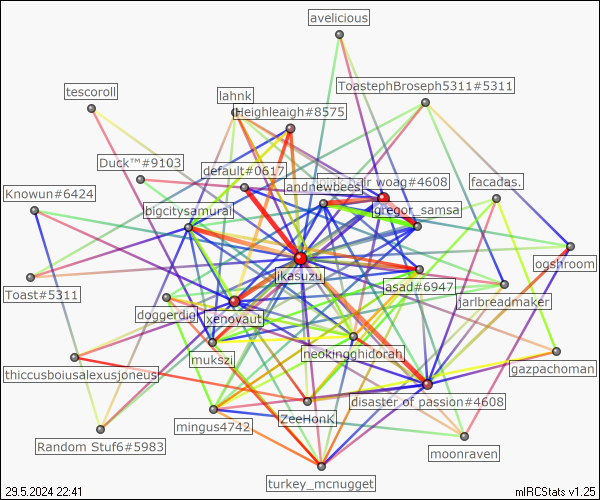 avelicious
tescoroll
ToastephBroseph5311#5311
lahnk
Heighleaigh#8575
Duck™#9103
default#0617
woag#4608
Knowun#6424
andnewbees
facadas.
bigcitysamurai
gregor_samsa
jkasuzu
ogshroom
Toast#5311
asad#6947
jarlbreadmaker
doggerdig
xenovaut
mukszi
neokingghidorah
thiccusboiusalexusjoneus
gazpachoman
disaster of passion#4608
mingus4742
ZeeHonK
Random Stuf6#5983
moonraven
turkey_mcnugget
29.5.2024 22:41
mIRCStats v1.25